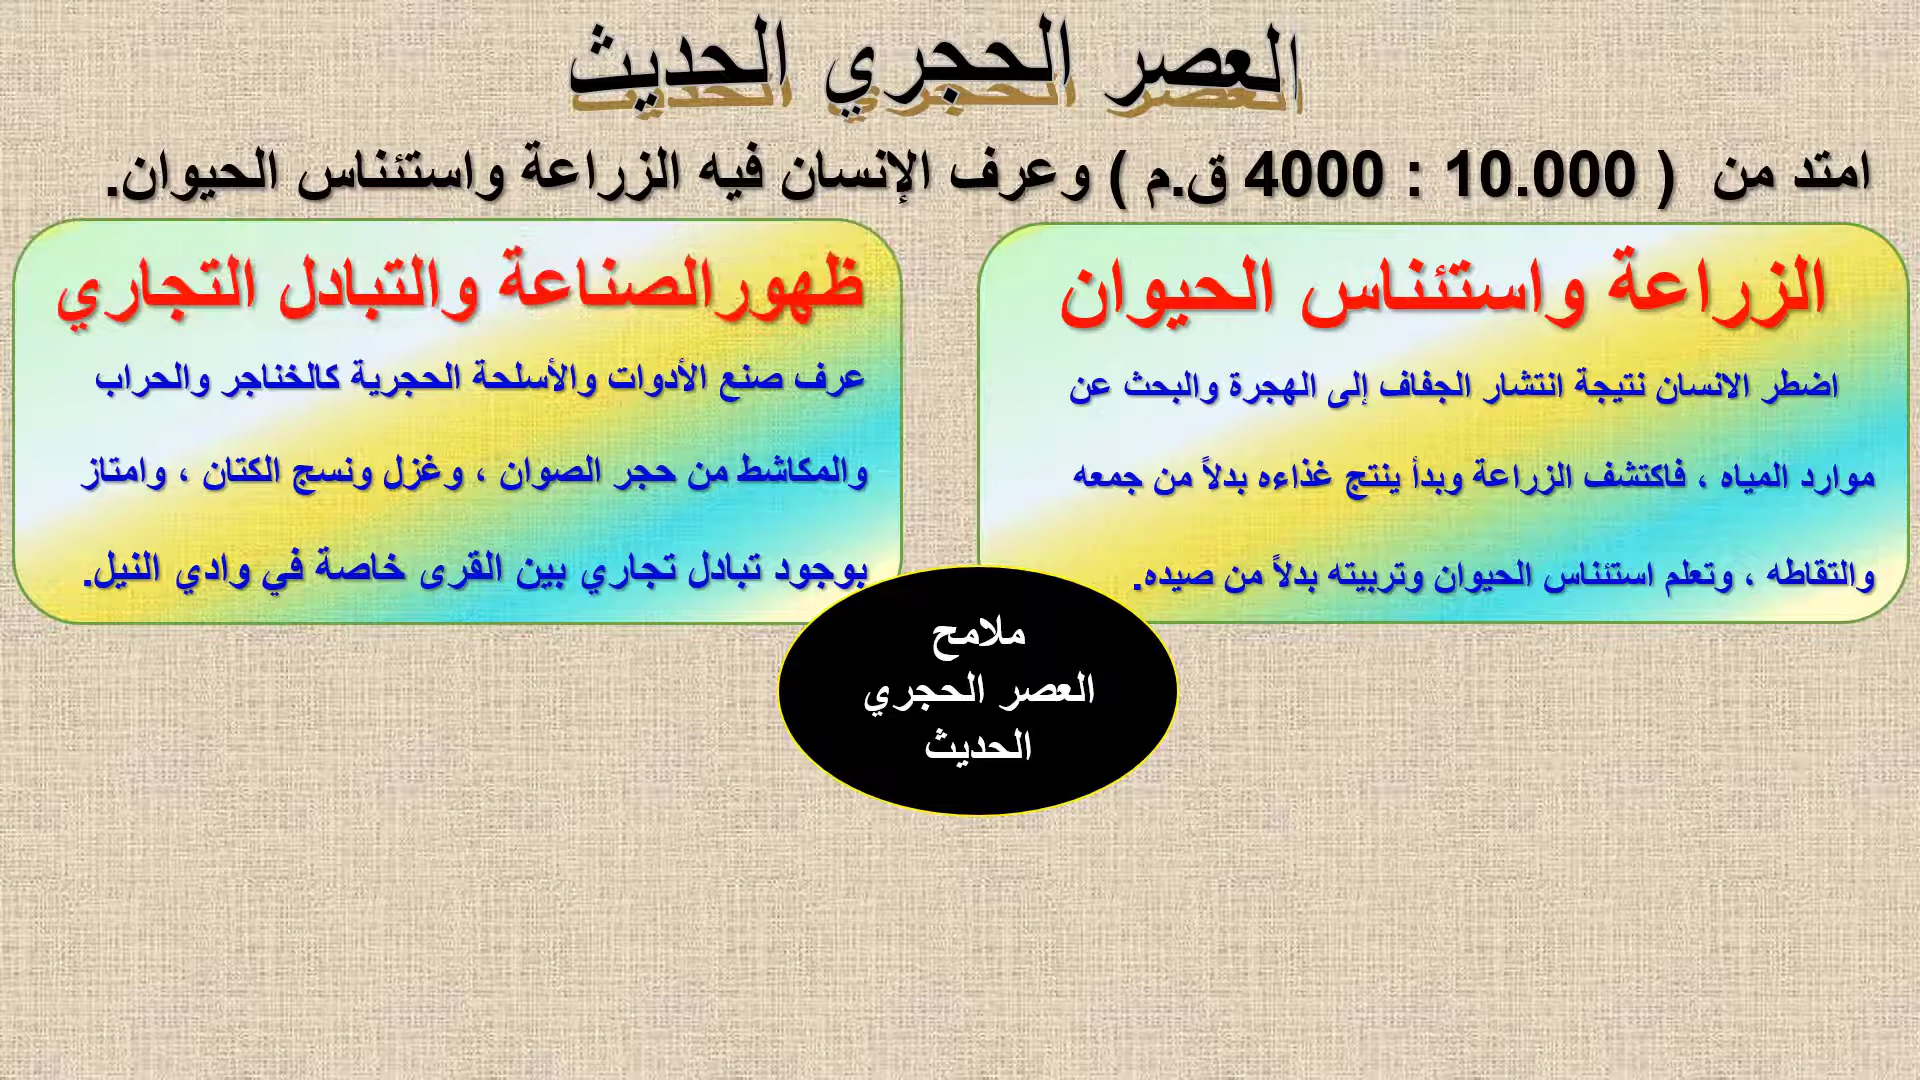 العصر الحجري الحديث
امتد من ( 10.000 : 4000 ق.م ) وعرف الإنسان فيه الزراعة واستئناس الحيوان.
الزراعة واستئناس الحيوان
اضطر الانسان نتيجة انتشار الجفاف إلى الهجرة والبحث عن
موارد المياه ، فاكتشف الزراعة وبدأ ينتج غذاءه بدلاً من جمعه
والتقاطه ، وتعلم استئناس الحيوان وتربيته بدلاً من صيده.
ظهورالصناعة والتبادل التجاري
عرف صنع الأدوات والأسلحة الحجرية كالخناجر والحراب
والمكاشط من حجر الصوان ، وغزل ونسج الكتان ، وامتاز
بوجود تبادل تجاري بين القرى خاصة في وادي النيل.
ملامح
العصر الحجري
الحديث